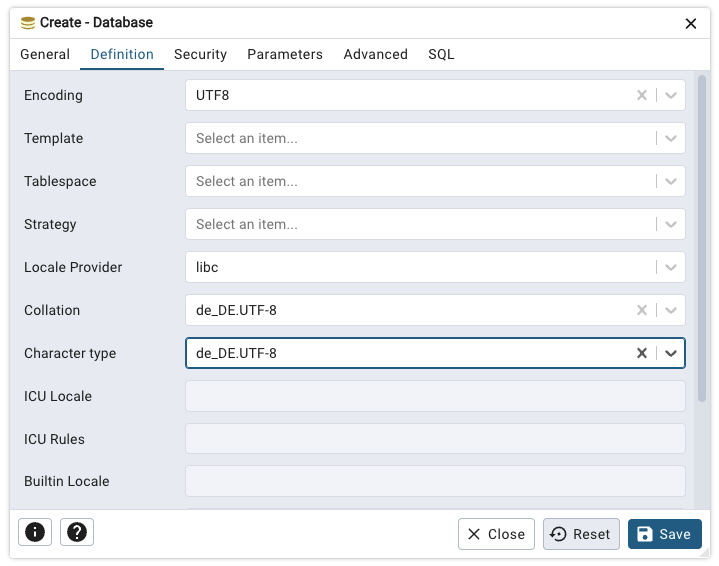 Create - Database
General Definition Security Parameters Advanced SQL
Encoding UTF8
Template Select an item...
Tablespace Select an item...
Strategy Select an item...
Locale Provider libc
Collation de_DE.UTF-8
Character type de_DE.UTF-8
ICU Locale
ICU Rules
Builtin Locale
Close Reset Save